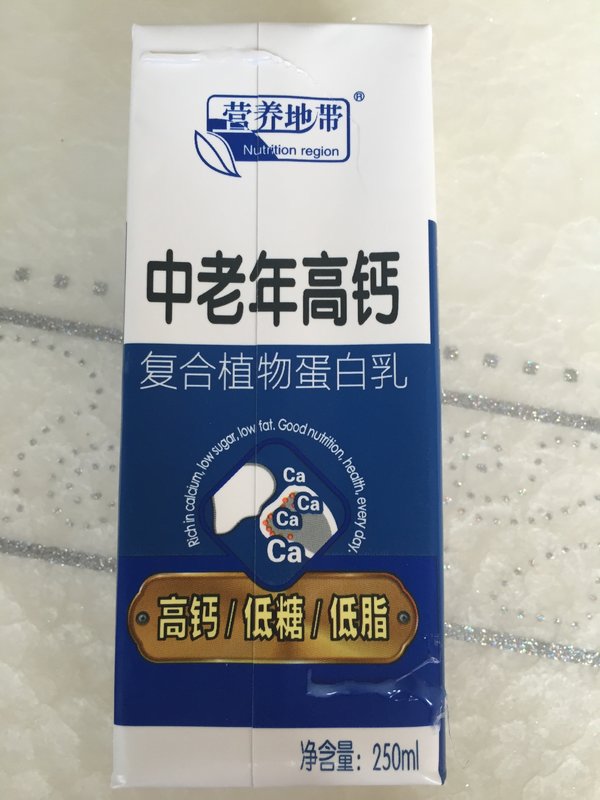 营养地带®
Nutrition region
中老年高钙
复合植物蛋白乳
Rich in calcium, low sugar, low fat. Good nutrition, health, every day.
Ca
Ca
Ca
Ca
高钙/低糖/低脂
净含量：250ml